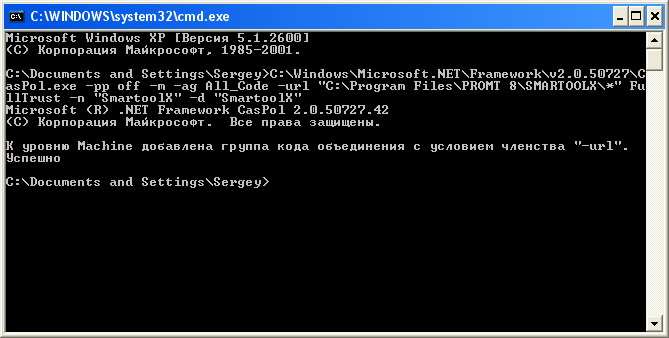 C:\WINDOWS\system32\cmd.exe
Microsoft Windows XP [Версия 5.1.2600]
(С) Корпорация Майкрософт, 1985-2001.
C:\Documents and Settings\Sergey>C:\Windows\Microsoft.NET\Framework\v2.0.50727\C
asPol.exe -pp off -m -ag All_Code -url "C:\Program Files\PROMT 8\SMARTOOLX\*" Fu
llTrust -n "SmartoolX" -d "SmartoolX"
Microsoft (R) .NET Framework CasPol 2.0.50727.42
(С) Корпорация Майкрософт.  Все права защищены.
К уровню Machine добавлена группа кода объединения с условием членства "-url".
Успешно
C:\Documents and Settings\Sergey>